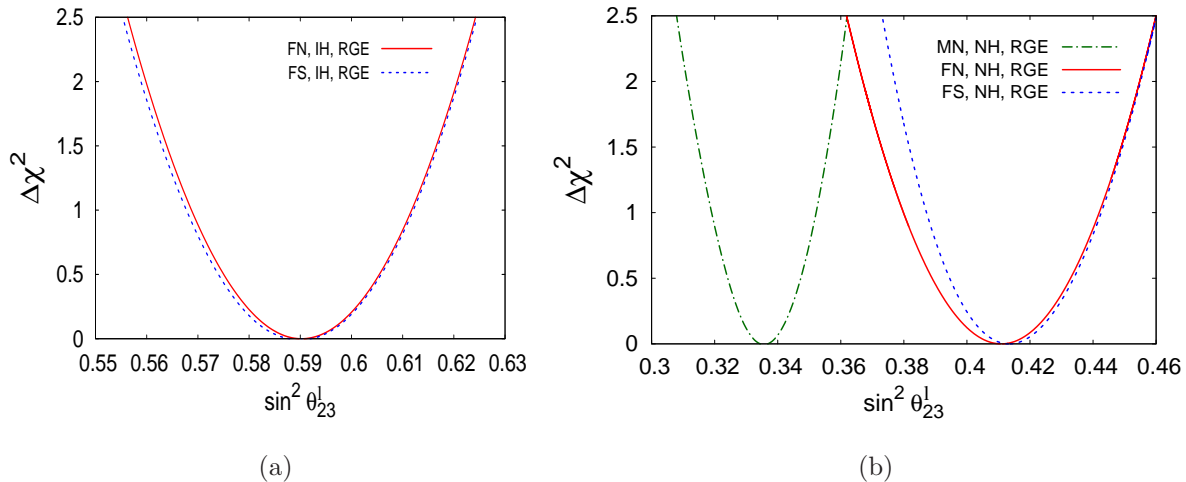 2.5
2
1.5
1
0.5
0
Δχ²
FN, IH, RGE
FS, IH, RGE
0.55 0.56 0.57 0.58 0.59 0.6 0.61 0.62 0.63
sin² θ₂₃ˡ
(a)
2.5
2
1.5
1
0.5
0
Δχ²
MN, NH, RGE
FN, NH, RGE
FS, NH, RGE
0.3 0.32 0.34 0.36 0.38 0.4 0.42 0.44 0.46
sin² θ₂₃ˡ
(b)